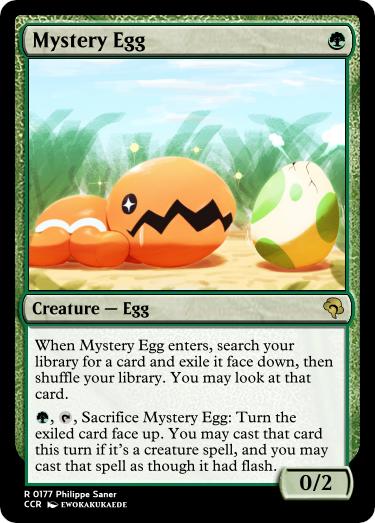 Mystery Egg
Creature — Egg
When Mystery Egg enters, search your
library for a card and exile it face down, then
shuffle your library. You may look at that
card.
, , Sacrifice Mystery Egg: Turn the
exiled card face up. You may cast that card
this turn if it's a creature spell, and you may
cast that spell as though it had flash.
0/2
R 0177 Philippe Saner
CCR EWOKAKUKAEDE